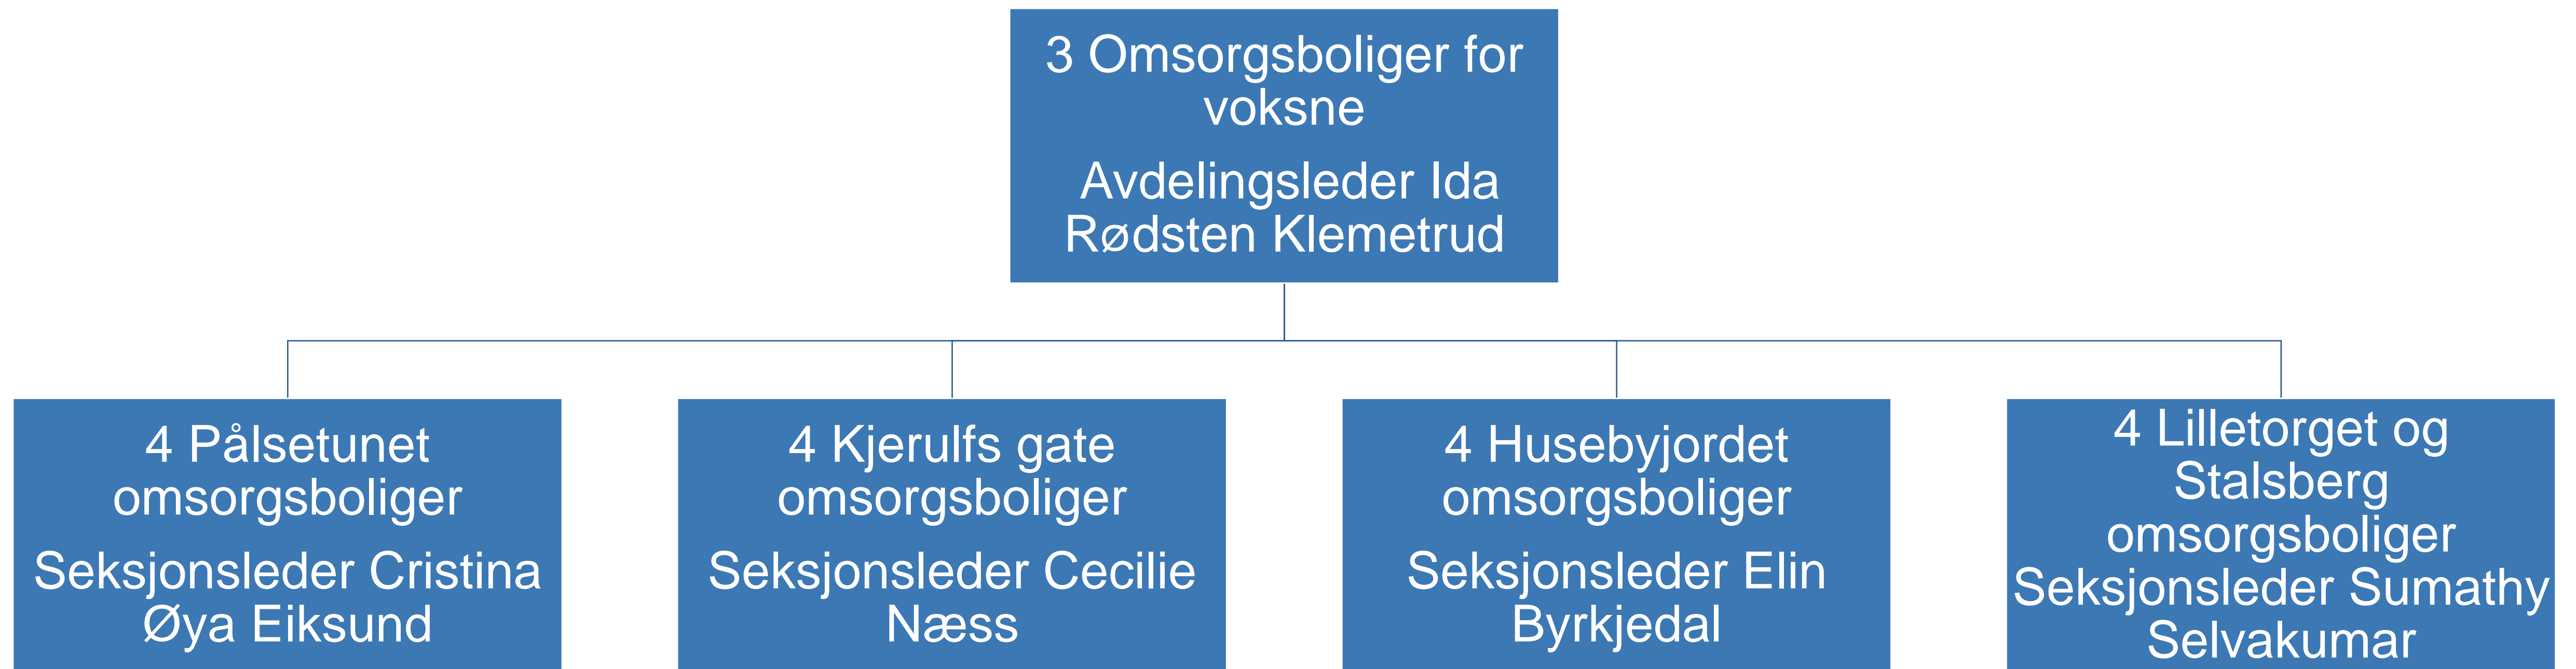 3 Omsorgsboliger for
voksne
Avdelingsleder Ida
Rødsten Klemetrud
4 Pålsetunet
omsorgsboliger
Seksjonsleder Cristina
Øya Eiksund
4 Kjerulfs gate
omsorgsboliger
Seksjonsleder Cecilie
Næss
4 Husebyjordet
omsorgsboliger
Seksjonsleder Elin
Byrkjedal
4 Lilletorget og
Stalsberg
omsorgsboliger
Seksjonsleder Sumathy
Selvakumar